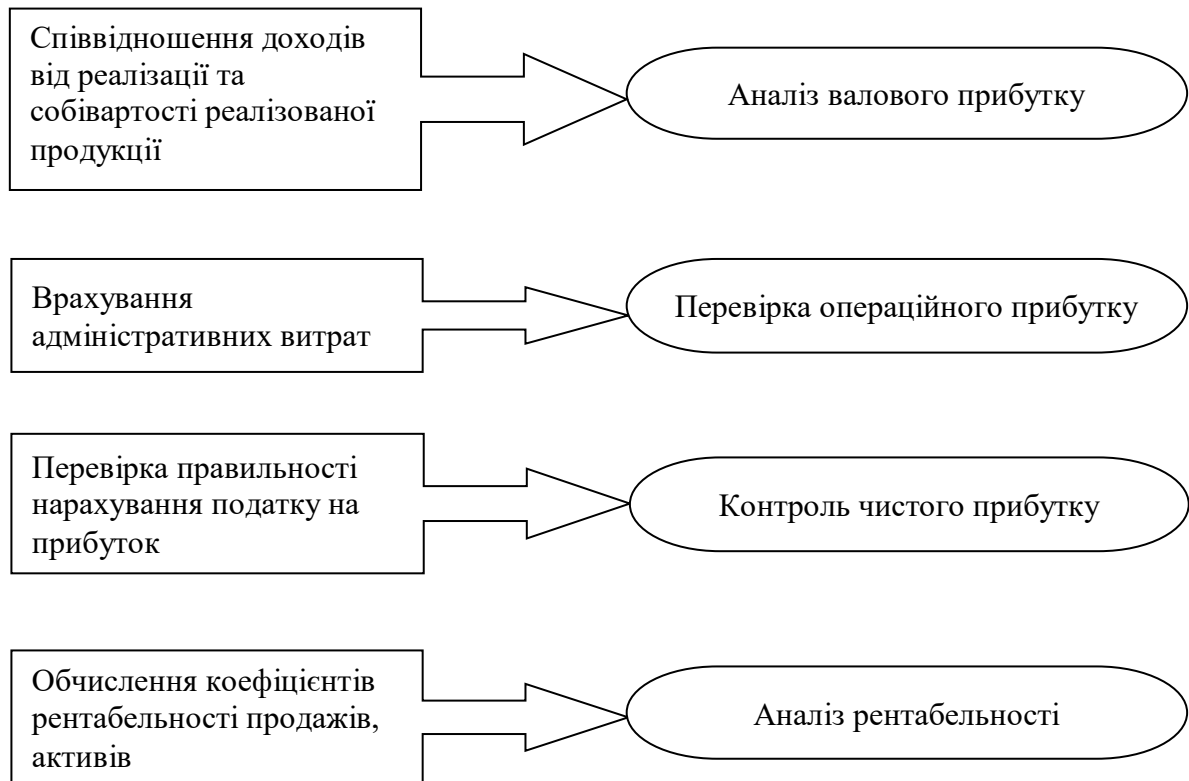 Співвідношення доходів
від реалізації та
собівартості реалізованої
продукції
Аналіз валового прибутку
Врахування
адміністративних витрат
Перевірка операційного прибутку
Перевірка правильності
нарахування податку на
прибуток
Контроль чистого прибутку
Обчислення коефіцієнтів
рентабельності продажів,
активів
Аналіз рентабельності